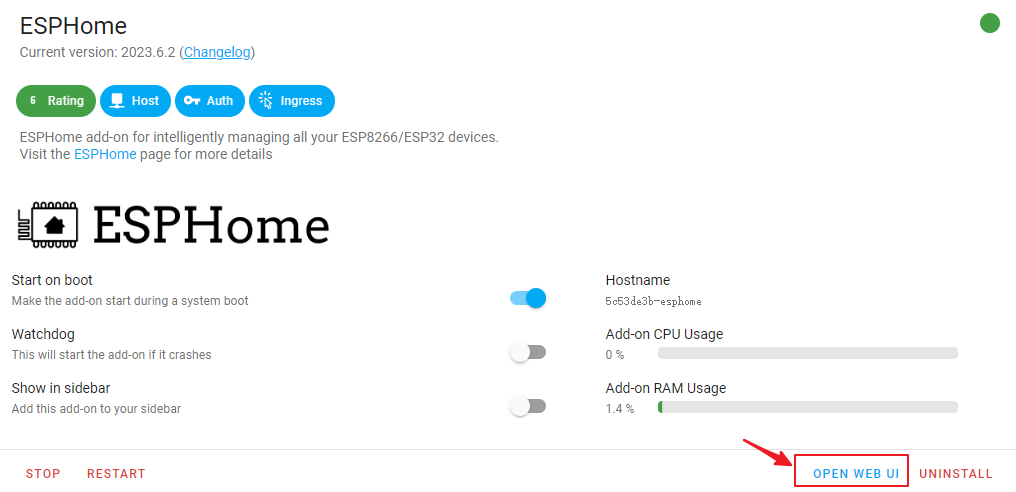 ESPHome
Current version: 2023.6.2 (Changelog)
5 Rating
Host
Auth
Ingress
ESPHome add-on for intelligently managing all your ESP8266/ESP32 devices.
Visit the ESPHome page for more details
ESPHome
Start on boot
Make the add-on start during a system boot
Hostname
5c53de3b-esphome
Watchdog
This will start the add-on if it crashes
Add-on CPU Usage
0 %
Show in sidebar
Add this add-on to your sidebar
Add-on RAM Usage
1.4 %
STOP
RESTART
OPEN WEB UI
UNINSTALL